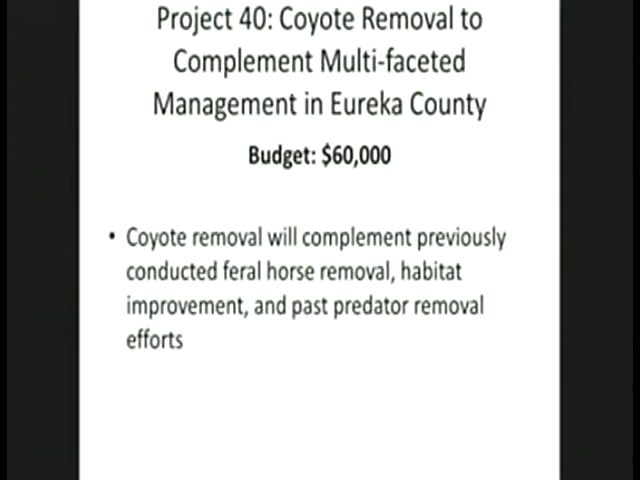 Project 40: Coyote Removal to
Complement Multi-faceted
Management in Eureka County
Budget: $60,000
• Coyote removal will complement previously
conducted feral horse removal, habitat
improvement, and past predator removal
efforts